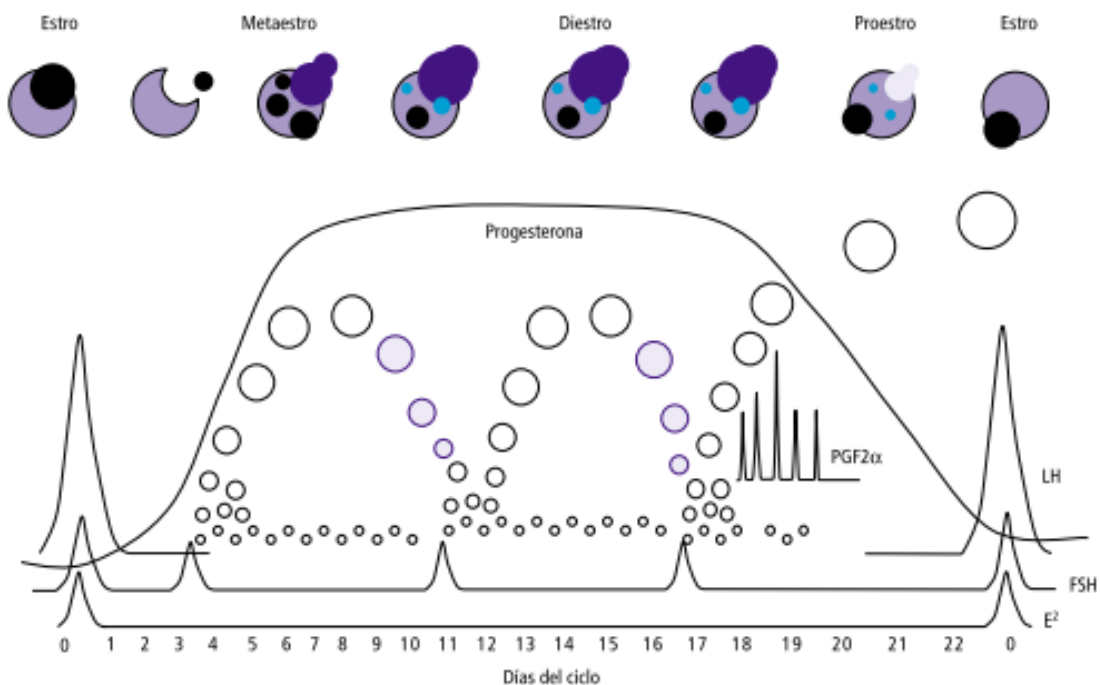 Estro Metaestro Diestro Proestro Estro
Progesterona
PGF2α
LH
FSH
E²
0 1 2 3 4 5 6 7 8 9 10 11 12 13 14 15 16 17 18 19 20 21 22 0
Días del ciclo